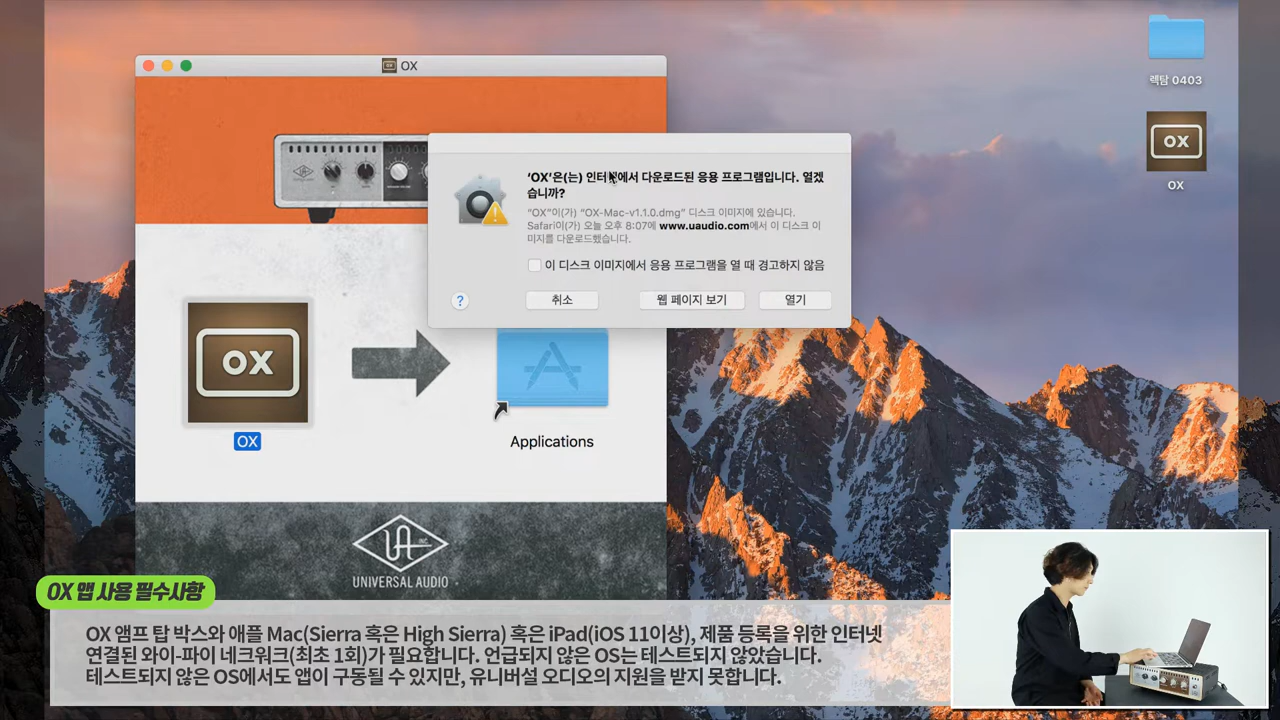 OX
렉탐 0403
OX
OX
'OX'은(는) 인터넷에서 다운로드된 응용 프로그램입니다. 열겠
습니까?
"OX"이(가) "OX-Mac-v1.1.0.dmg" 디스크 이미지에 있습니다.
Safari이(가) 오늘 오후 8:07에 www.uaudio.com에서 이 디스크 이
미지를 다운로드했습니다.
이 디스크 이미지에서 응용 프로그램을 열 때 경고하지 않음
?
취소
웹 페이지 보기
열기
OX
OX
Applications
UA INC
UNIVERSAL AUDIO
OX 앱 사용 필수사항
OX 앰프 탑 박스와 애플 Mac(Sierra 혹은 High Sierra) 혹은 iPad(iOS 11이상), 제품 등록을 위한 인터넷
연결된 와이-파이 네크워크(최초 1회)가 필요합니다. 언급되지 않은 OS는 테스트되지 않았습니다.
테스트되지 않은 OS에서도 앱이 구동될 수 있지만, 유니버설 오디오의 지원을 받지 못합니다.